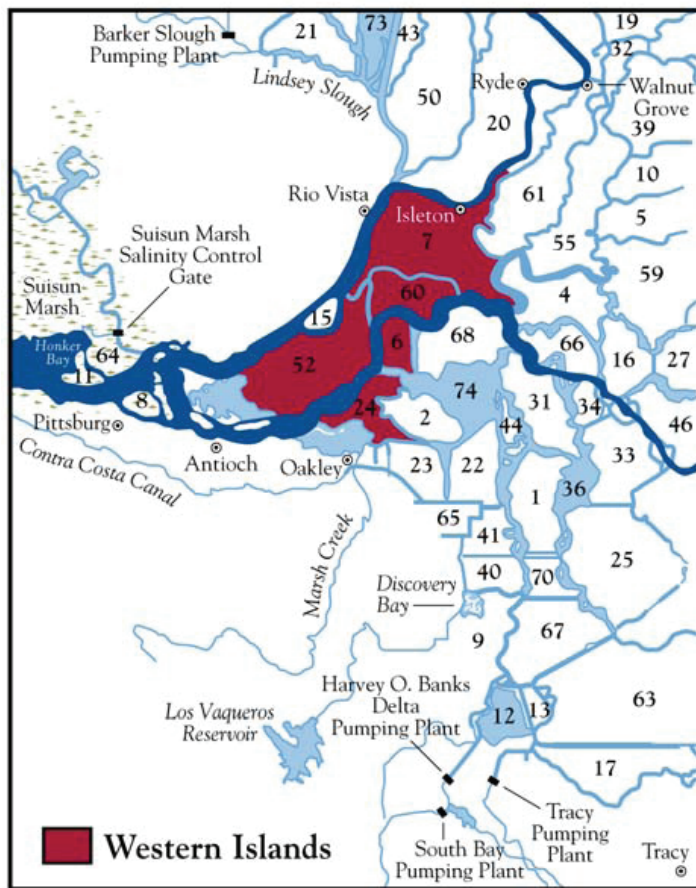 19
73
21
43
Barker Slough
Pumping Plant
32
Lindsey Slough
50
Ryde
Walnut
Grove
20
39
10
61
Rio Vista
Isleton
5
7
55
Suisun Marsh
Salinity Control
Gate
59
60
4
Suisun
Marsh
15
Honker
Bay
64
6
68
66
16
27
52
11
74
8
24
31
34
2
46
Pittsburg
44
Antioch
Oakley
23
22
33
Contra Costa Canal
1
36
65
41
25
Marsh Creek
40
70
Discovery
Bay
9
67
Harvey O. Banks
Delta
Pumping Plant
Los Vaqueros
Reservoir
12
13
63
17
Western Islands
Tracy
Pumping
Plant
South Bay
Pumping Plant
Tracy